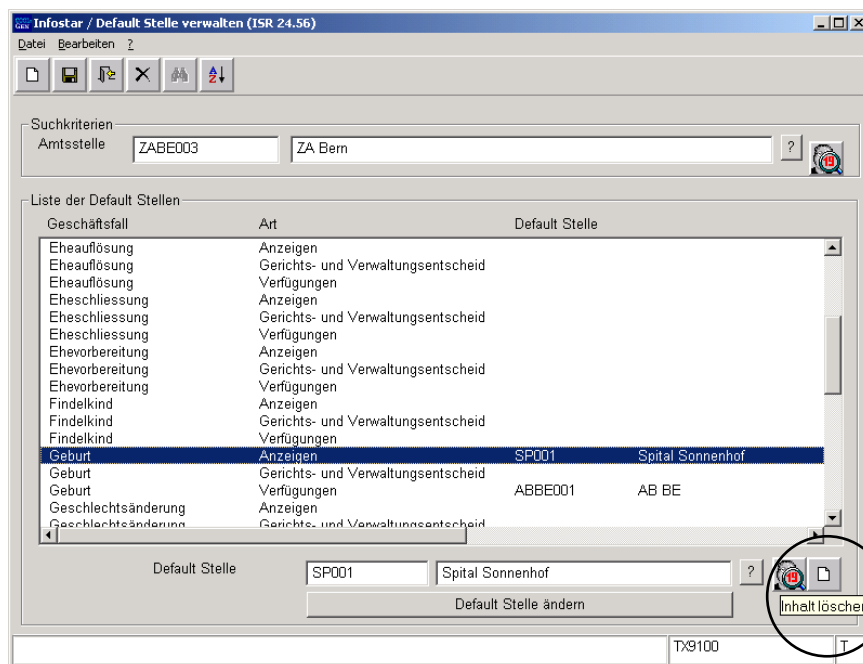 Infostar / Default Stelle verwalten (ISR 24.56)
Datei Bearbeiten ?
Suchkriterien
Amtsstelle ZABE003 ZA Bern ?
Liste der Default Stellen
Geschäftsfall Art Default Stelle
Eheauflösung Anzeigen
Eheauflösung Gerichts- und Verwaltungsentscheid
Eheauflösung Verfügungen
Eheschliessung Anzeigen
Eheschliessung Gerichts- und Verwaltungsentscheid
Eheschliessung Verfügungen
Ehevorbereitung Anzeigen
Ehevorbereitung Gerichts- und Verwaltungsentscheid
Ehevorbereitung Verfügungen
Findelkind Anzeigen
Findelkind Gerichts- und Verwaltungsentscheid
Findelkind Verfügungen
Geburt Anzeigen SP001 Spital Sonnenhof
Geburt Gerichts- und Verwaltungsentscheid
Geburt Verfügungen ABBE001 AB BE
Geschlechtsänderung Anzeigen
Geschlechtsänderung Gerichts- und Verwaltungsentscheid
Default Stelle SP001 Spital Sonnenhof ?
Default Stelle ändern
Inhalt löschen
TX9100 T